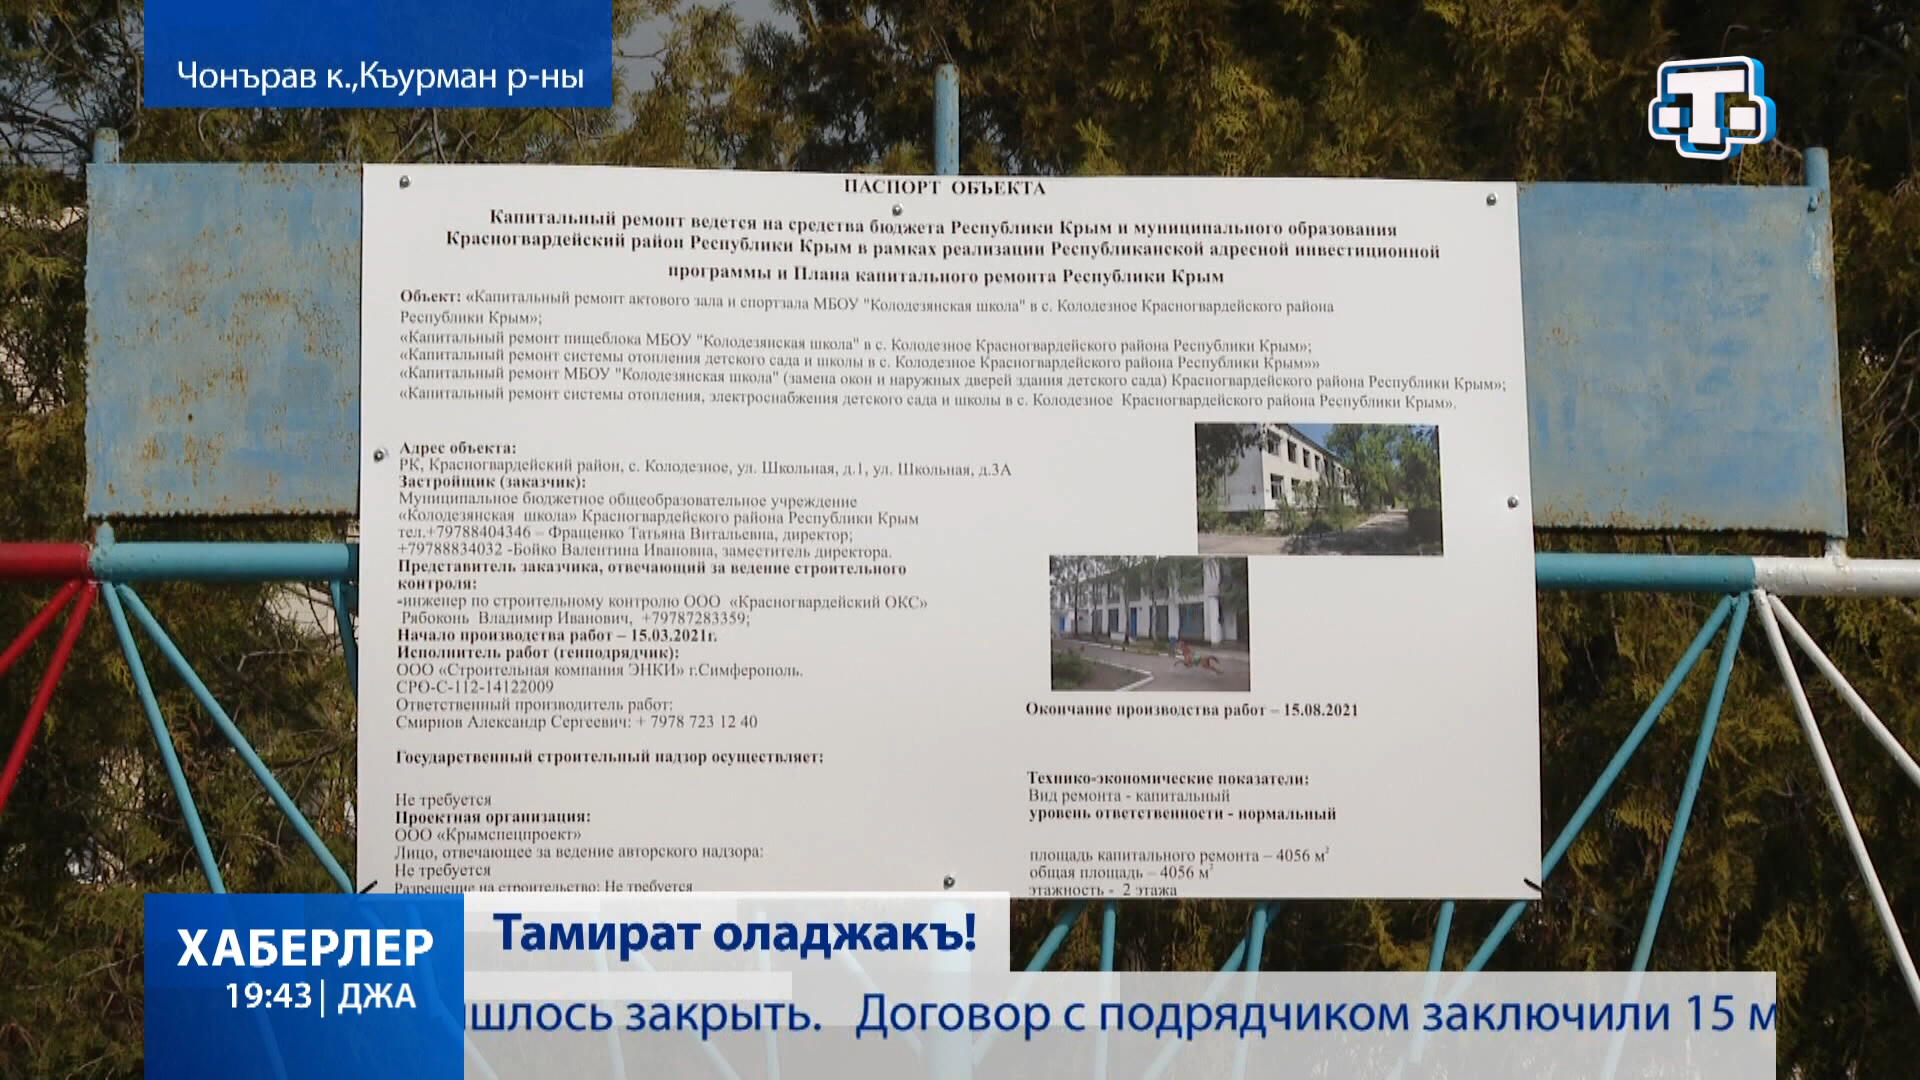 Чонърав к.,Къурман р-ны
Т
ПАСПОРТ ОБЪЕКТА
Капитальный ремонт ведется на средства бюджета Республики Крым и муниципального образования
Красногвардейский район Республики Крым в рамках реализации Республиканской адресной инвестиционной
программы и Плана капитального ремонта Республики Крым
Объект: «Капитальный ремонт актового зала и спортзала МБОУ "Колодезянская школа" в с. Колодезное Красногвардейского района
Республики Крым»;
«Капитальный ремонт пищеблока МБОУ "Колодезянская школа" в с. Колодезное Красногвардейского района Республики Крым»;
«Капитальный ремонт системы отопления детского сада и школы в с. Колодезное Красногвардейского района Республики Крым»»
«Капитальный ремонт МБОУ "Колодезянская школа" (замена окон и наружных дверей здания детского сада) Красногвардейского района Республики Крым»;
«Капитальный ремонт системы отопления, электроснабжения детского сада и школы в с. Колодезное Красногвардейского района Республики Крым».
Адрес объекта:
РК, Красногвардейский район, с. Колодезное, ул. Школьная, д.1, ул. Школьная, д.3А
Застройщик (заказчик):
Муниципальное бюджетное общеобразовательное учреждение
«Колодезянская школа» Красногвардейского района Республики Крым
тел.+79788404346 – Фращенко Татьяна Витальевна, директор;
+79788834032 -Бойко Валентина Ивановна, заместитель директора.
Представитель заказчика, отвечающий за ведение строительного
контроля:
-инженер по строительному контролю ООО «Красногвардейский ОКС»
Рябоконь Владимир Иванович, +79787283359;
Начало производства работ – 15.03.2021г.
Исполнитель работ (генподрядчик):
ООО «Строительная компания ЭНКИ» г.Симферополь.
СРО-С-112-14122009
Ответственный производитель работ:
Смирнов Александр Сергеевич: + 7978 723 12 40
Окончание производства работ – 15.08.2021
Государственный строительный надзор осуществляет:
Не требуется
Проектная организация:
ООО «Крымспецпроект»
Лицо, отвечающее за ведение авторского надзора:
Не требуется
Разрешение на строительство: Не требуется
Технико-экономические показатели:
Вид ремонта - капитальный
уровень ответственности - нормальный
площадь капитального ремонта – 4056 м²
общая площадь – 4056 м²
этажность - 2 этажа
Тамират оладжакъ!
ХАБЕРЛЕР
19:43| ДЖА
шлось закрыть. Договор с подрядчиком заключили 15 м